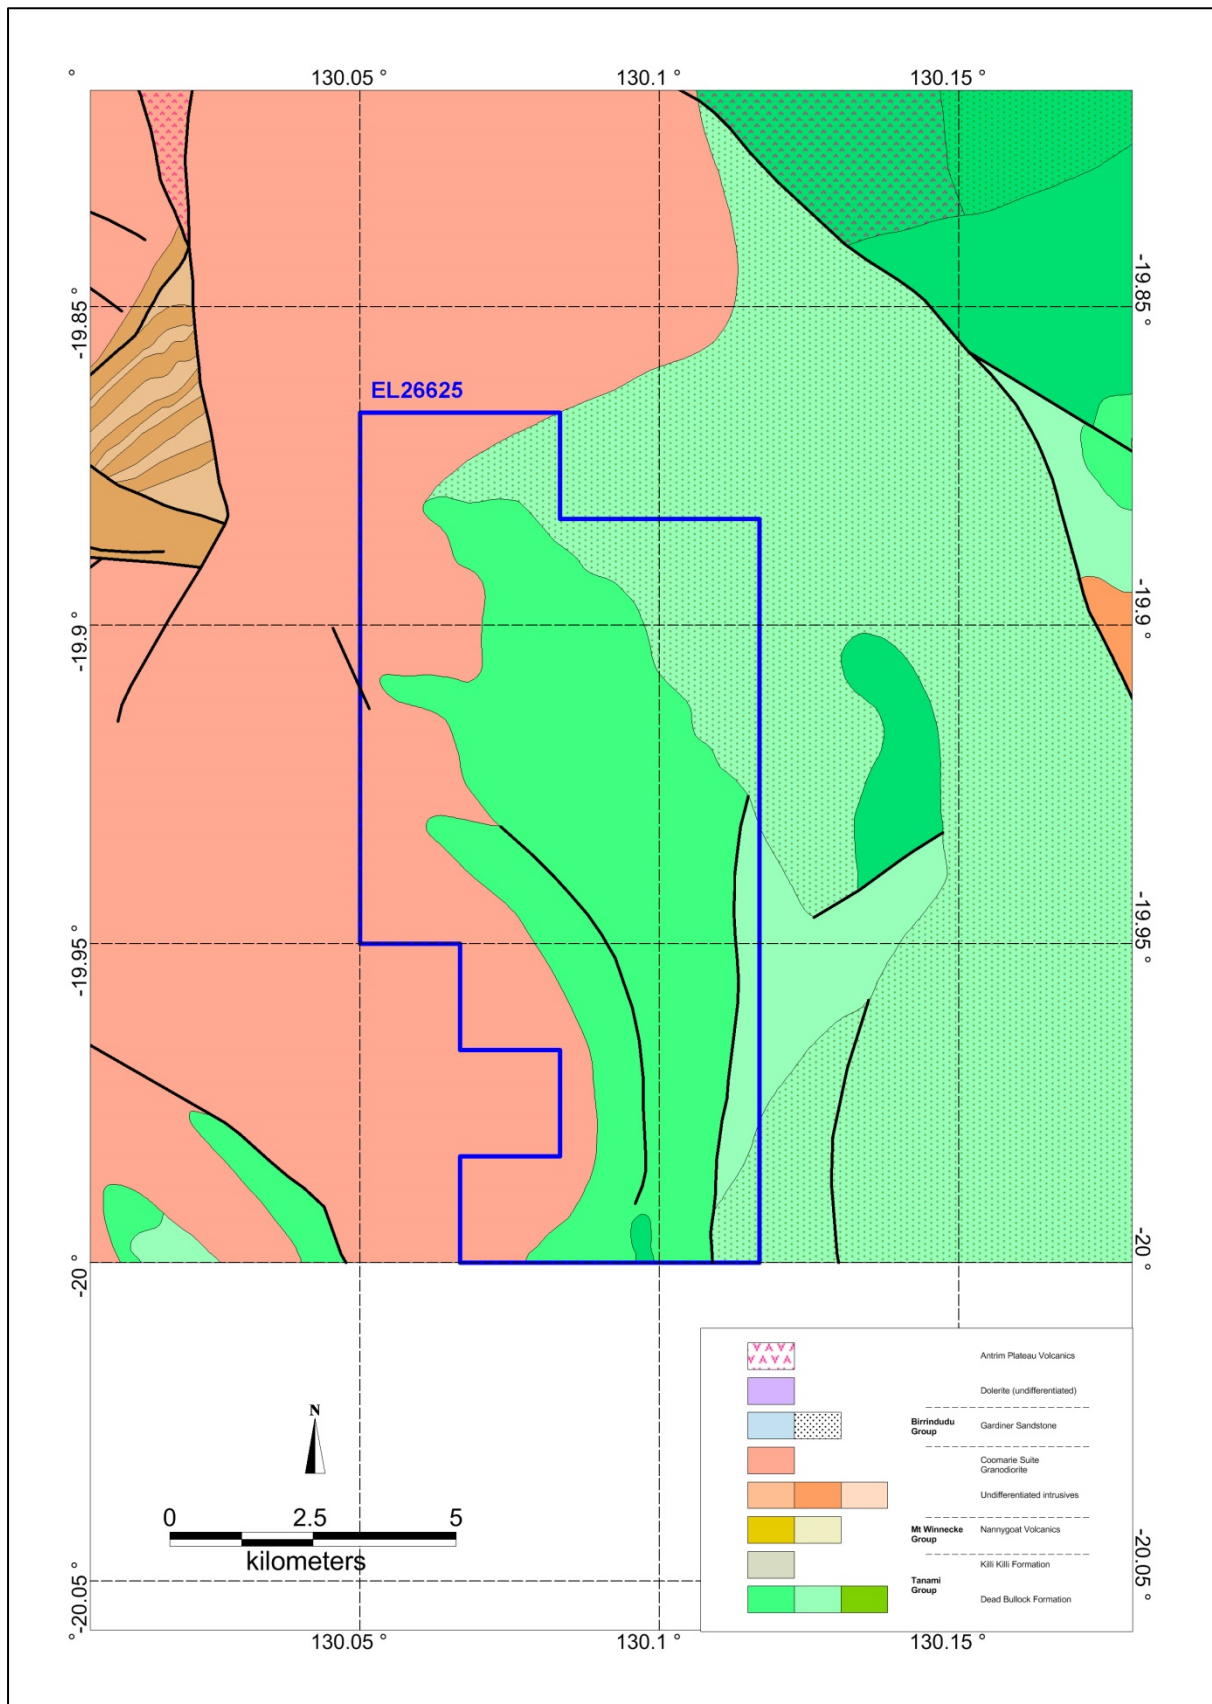 °
130.05 °
130.1 °
130.15 °
-19.85 °
-19.85 °
EL26625
-19.9 °
-19.9 °
-19.95 °
-19.95 °
-20 °
-20 °
Antrim Plateau Volcanics
Dolerite (undifferentiated)
Birrindudu
Group
Gardiner Sandstone
Coomarie Suite
Granodiorite
Undifferentiated intrusives
Mt Winnecke
Group
Nannygoat Volcanics
Killi Killi Formation
Tanami
Group
Dead Bullock Formation
N
0 2.5 5
kilometers
-20.05 °
-20.05 °
°
130.05 °
130.1 °
130.15 °